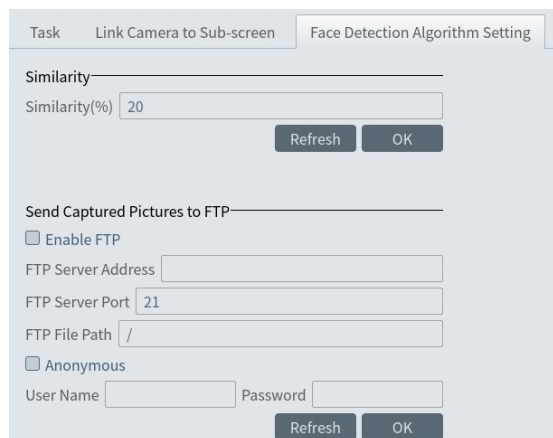 Task Link Camera to Sub-screen Face Detection Algorithm Setting
Similarity
Similarity(%) 20
Refresh OK
Send Captured Pictures to FTP
Enable FTP
FTP Server Address
FTP Server Port 21
FTP File Path /
Anonymous
User Name Password
Refresh OK